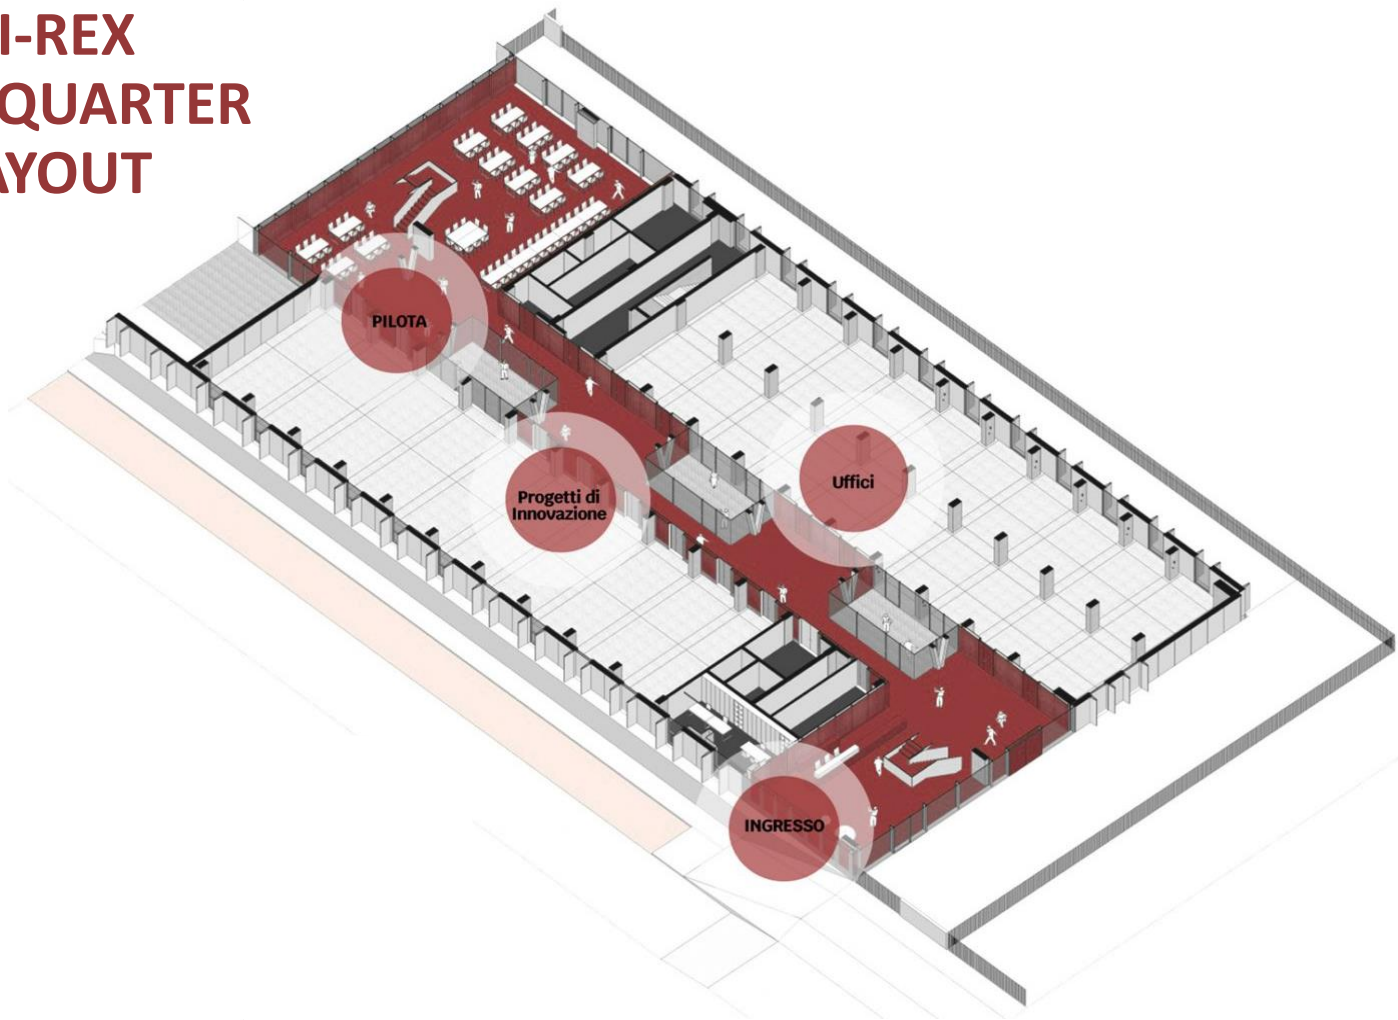 I-REX
QUARTER
AYOUT
PILOTA
Progetti di
Innovazione
Uffici
INGRESSO